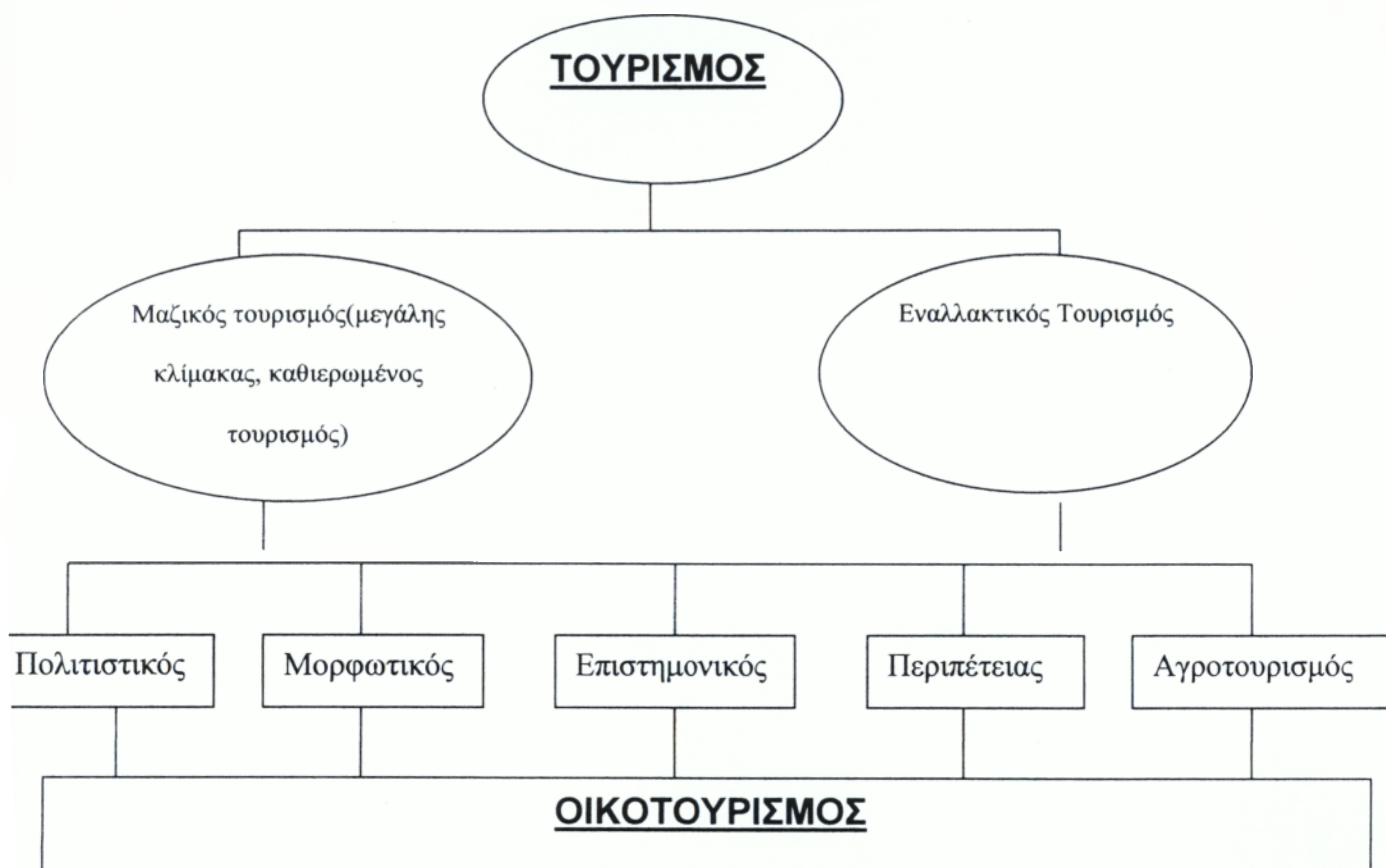 ΤΟΥΡΙΣΜΟΣ
Μαζικός τουρισμός(μεγάλης
κλίμακας, καθιερωμένος
τουρισμός)
Εναλλακτικός Τουρισμός
Πολιτιστικός
Μορφωτικός
Επιστημονικός
Περιπέτειας
Αγροτουρισμός
ΟΙΚΟΤΟΥΡΙΣΜΟΣ